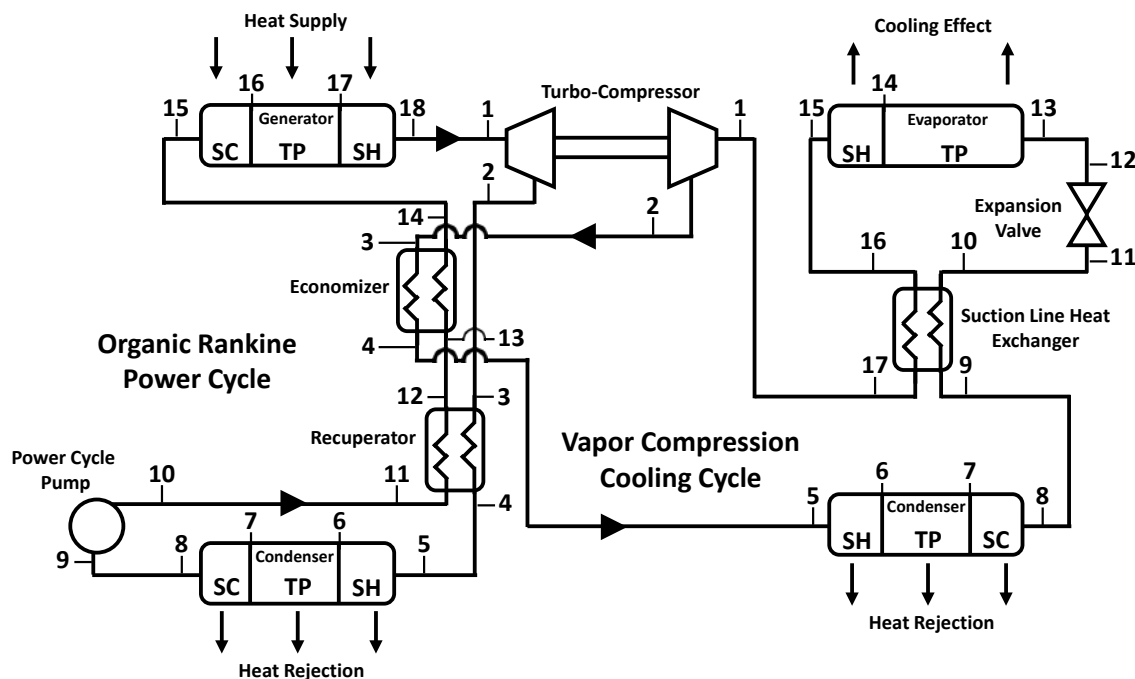 Heat Supply
Cooling Effect
16
17
14
15
18
1
Turbo-Compressor
1
15
13
Generator
Evaporator
SC
TP
SH
SH
TP
12
2
2
Expansion
Valve
14
3
16
10
11
Economizer
Suction Line Heat
Exchanger
4
13
Organic Rankine
Power Cycle
17
9
12
3
Recuperator
Vapor Compression
Cooling Cycle
Power Cycle
Pump
10
11
6
7
4
5
8
7
6
Condenser
9
8
5
SH
TP
SC
Condenser
SC
TP
SH
Heat Rejection
Heat Rejection